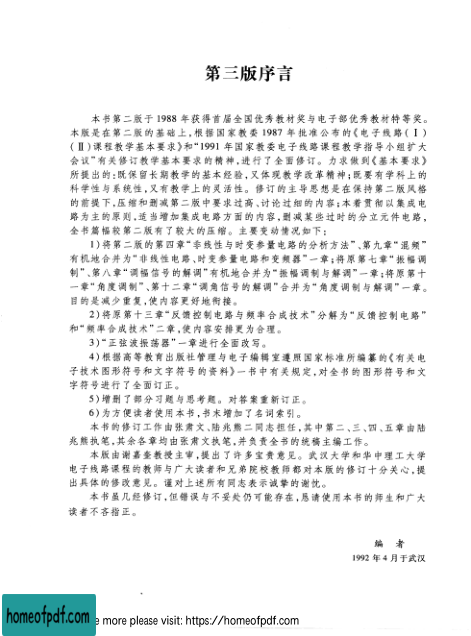 第三版序言
本书第二版于 1988 年获得首届全国优秀教材奖与电子部优秀教材特等奖。
本版是在第二版的基础上,根据国家教委 1987 年批准公布的《电子线路(Ⅰ)
(Ⅱ)课程教学基本要求》和“1991 年国家教委电子线路课程教学指导小组扩大
会议”有关修订教学基本要求的精神,进行了全面修订。力求做到《基本要求》
所提出的:既保留长期教学的基本经验,又体现教学改革精神;既要有学科上的
科学性与系统性,又有教学上的灵活性。修订的主导思想是在保持第二版风格
的前提下,压缩和删减第二版中要求过高、讨论过细的内容;本着贯彻以集成电
路为主的原则,适当增加集成电路方面的内容,删减某些过时的分立元件电路,
全书篇幅较第二版有了较大的压缩。主要变动情况如下:
1)将第二版的第四章“非线性与时变参量电路的分析方法”、第九章“混频”
有机地合并为“非线性电路、时变参量电路和变频器”一章;将原第七章“振幅调
制”、第八章“调幅信号的解调”有机地合并为“振幅调制与解调”一章;将原第十
一章“角度调制”、第十二章“调角信号的解调”合并为“角度调制与解调”一章。
目的是减少重复,使内容更好地衔接。
2)将原第十三章“反馈控制电路与频率合成技术”分解为“反馈控制电路”
和“频率合成技术”二章,使内容安排更为合理。
3)“正弦波振荡器”一章进行全面改写。
4)根据高等教育出版社管理与电子编辑室遵照国家标准所编纂的《有关电
子技术图形符号和文字符号的资料》一书中有关规定,对全书的图形符号和文
字符号进行了全面订正。
5)增删了部分习题与思考题。对答案重新订正。
6)为方便读者使用本书,书末增加了名词索引。
本书的修订工作由张肃文、陆兆熊二同志担任,其中第二、三、四、五章由陆
兆熊执笔,其余各章均由张肃文执笔,并负责全书的统稿主编工作。
本版由谢嘉奎教授主审,提出了许多宝贵意见。武汉大学和华中理工大学
电子线路课程的教师与广大读者和兄弟院校教师都对本版的修订十分关心,提
出具体的修改意见。谨对上述所有同志表示诚挚的谢忱。
本书虽几经修订,但错误与不妥处仍可能存在,恳请使用本书的师生和广大
读者不吝指正。
编 者
1992 年 4 月于武汉
homeofpdf.com
e more please visit: https://homeofpdf.com